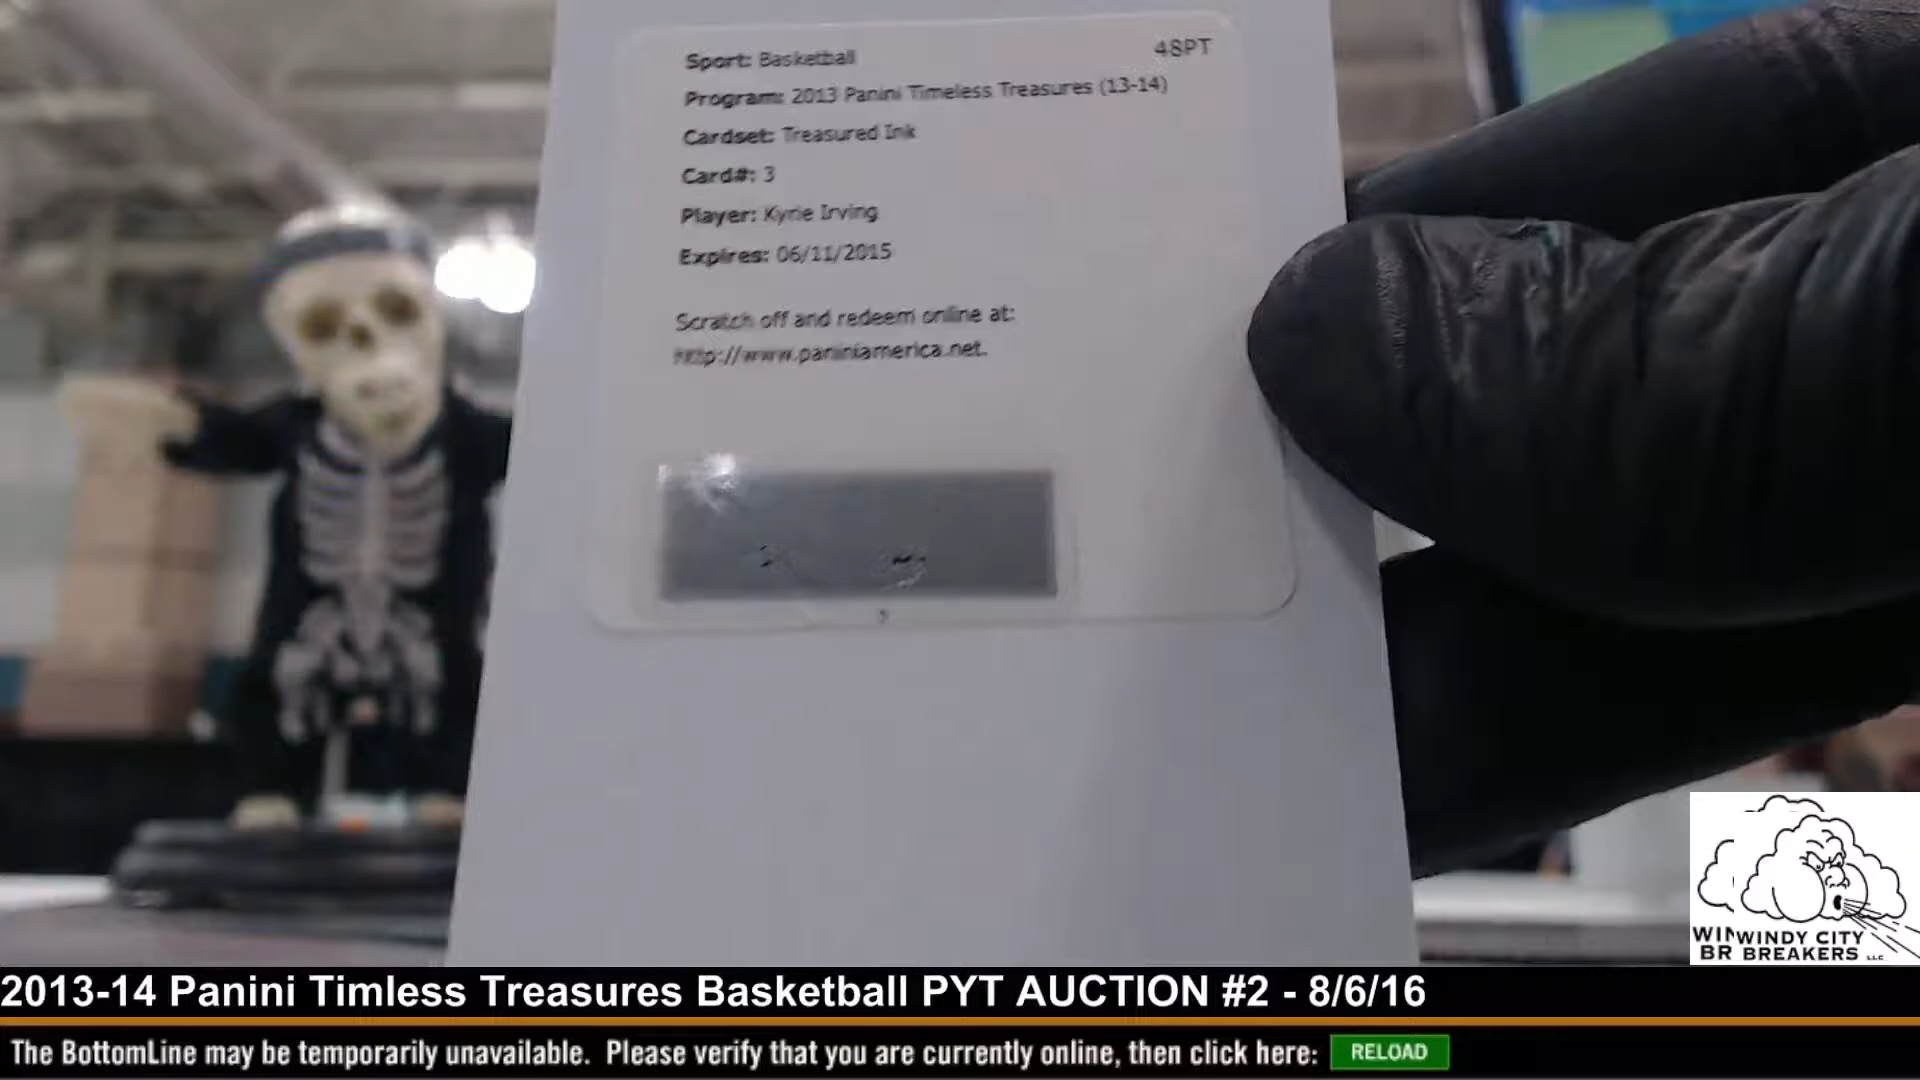 Sport: Basketball
48PT
Program: 2013 Panini Timeless Treasures (13-14)
Cardset: Treasured Ink
Card#: 3
Player: Kyrie Irving
Expires: 06/11/2015
Scratch off and redeem online at:
http://www.paniniamerica.net.
WINDY CITY
BR BREAKERS LLC
2013-14 Panini Timless Treasures Basketball PYT AUCTION #2 - 8/6/16
The BottomLine may be temporarily unavailable. Please verify that you are currently online, then click here: RELOAD